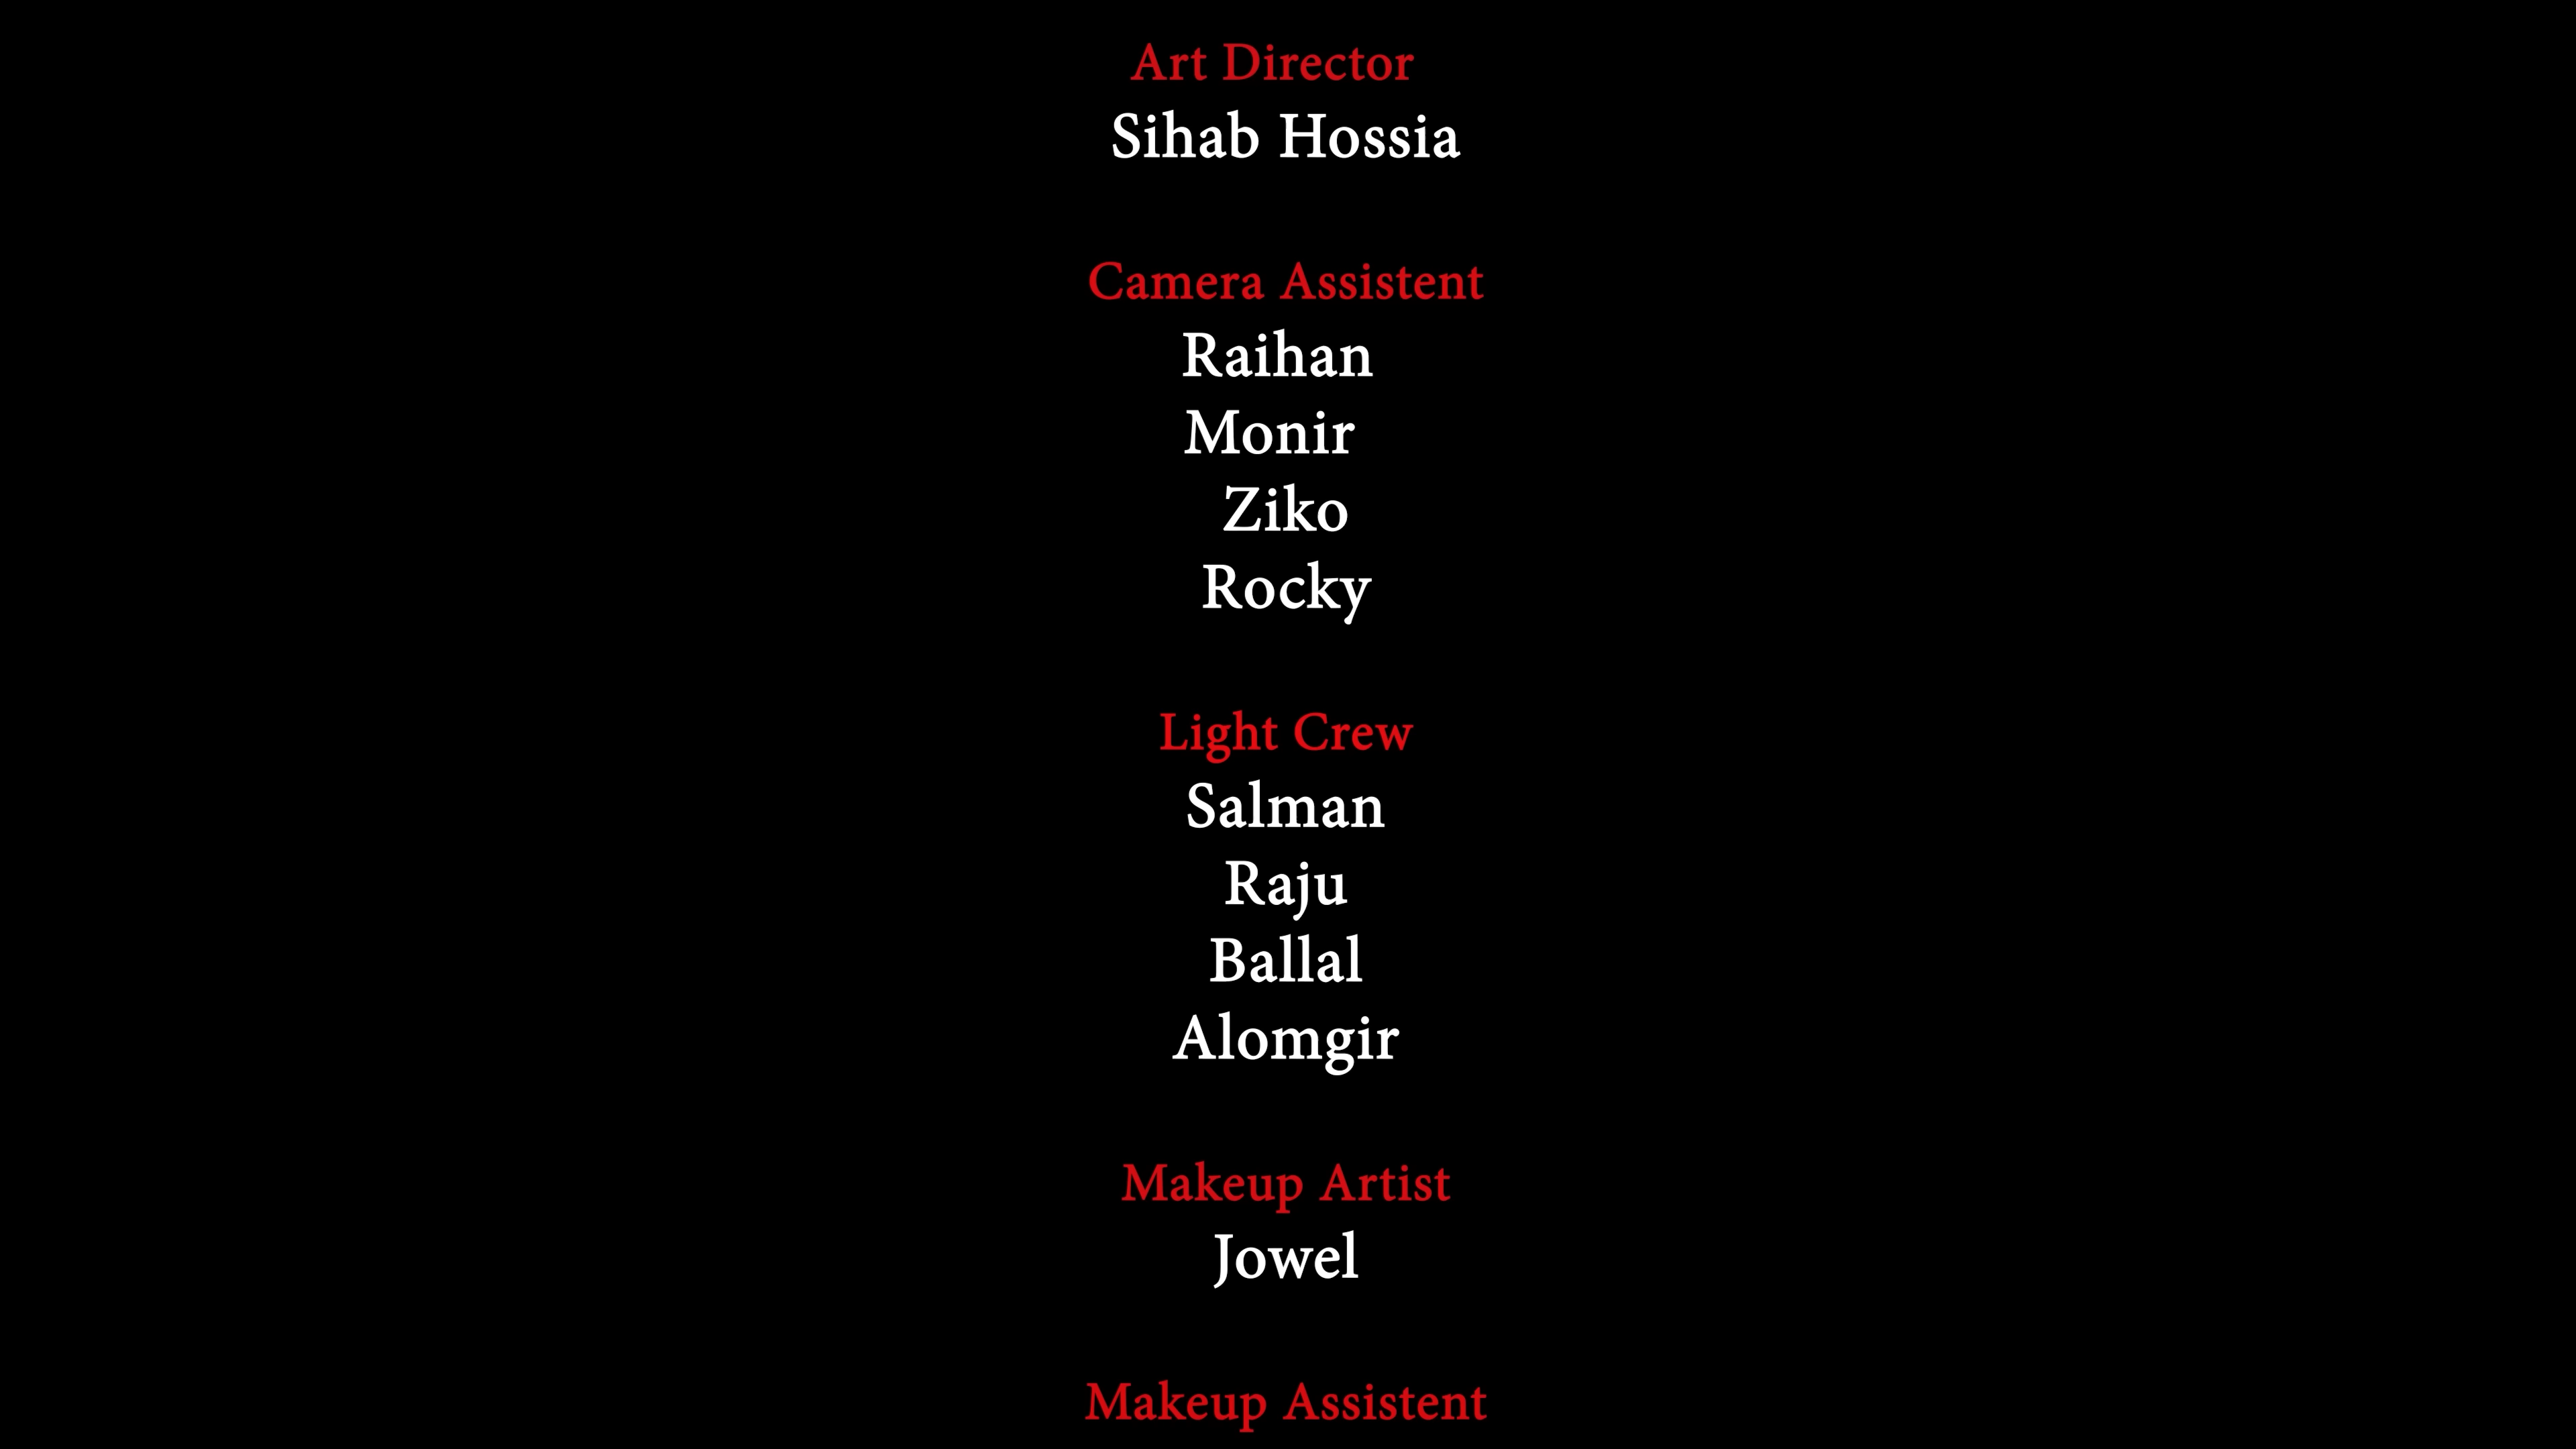 Art Director
Sihab Hossia
Camera Assistent
Raihan
Monir
Ziko
Rocky
Light Crew
Salman
Raju
Ballal
Alomgir
Makeup Artist
Jowel
Makeup Assistent